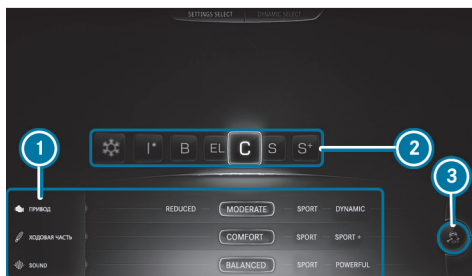 SETTINGS SELECT DYNAMIC SELECT
I* B EL C S S+
2
1
3
ПРИВОД REDUCED MODERATE SPORT DYNAMIC
ХОДОВАЯ ЧАСТЬ COMFORT SPORT SPORT +
SOUND BALANCED SPORT POWERFUL